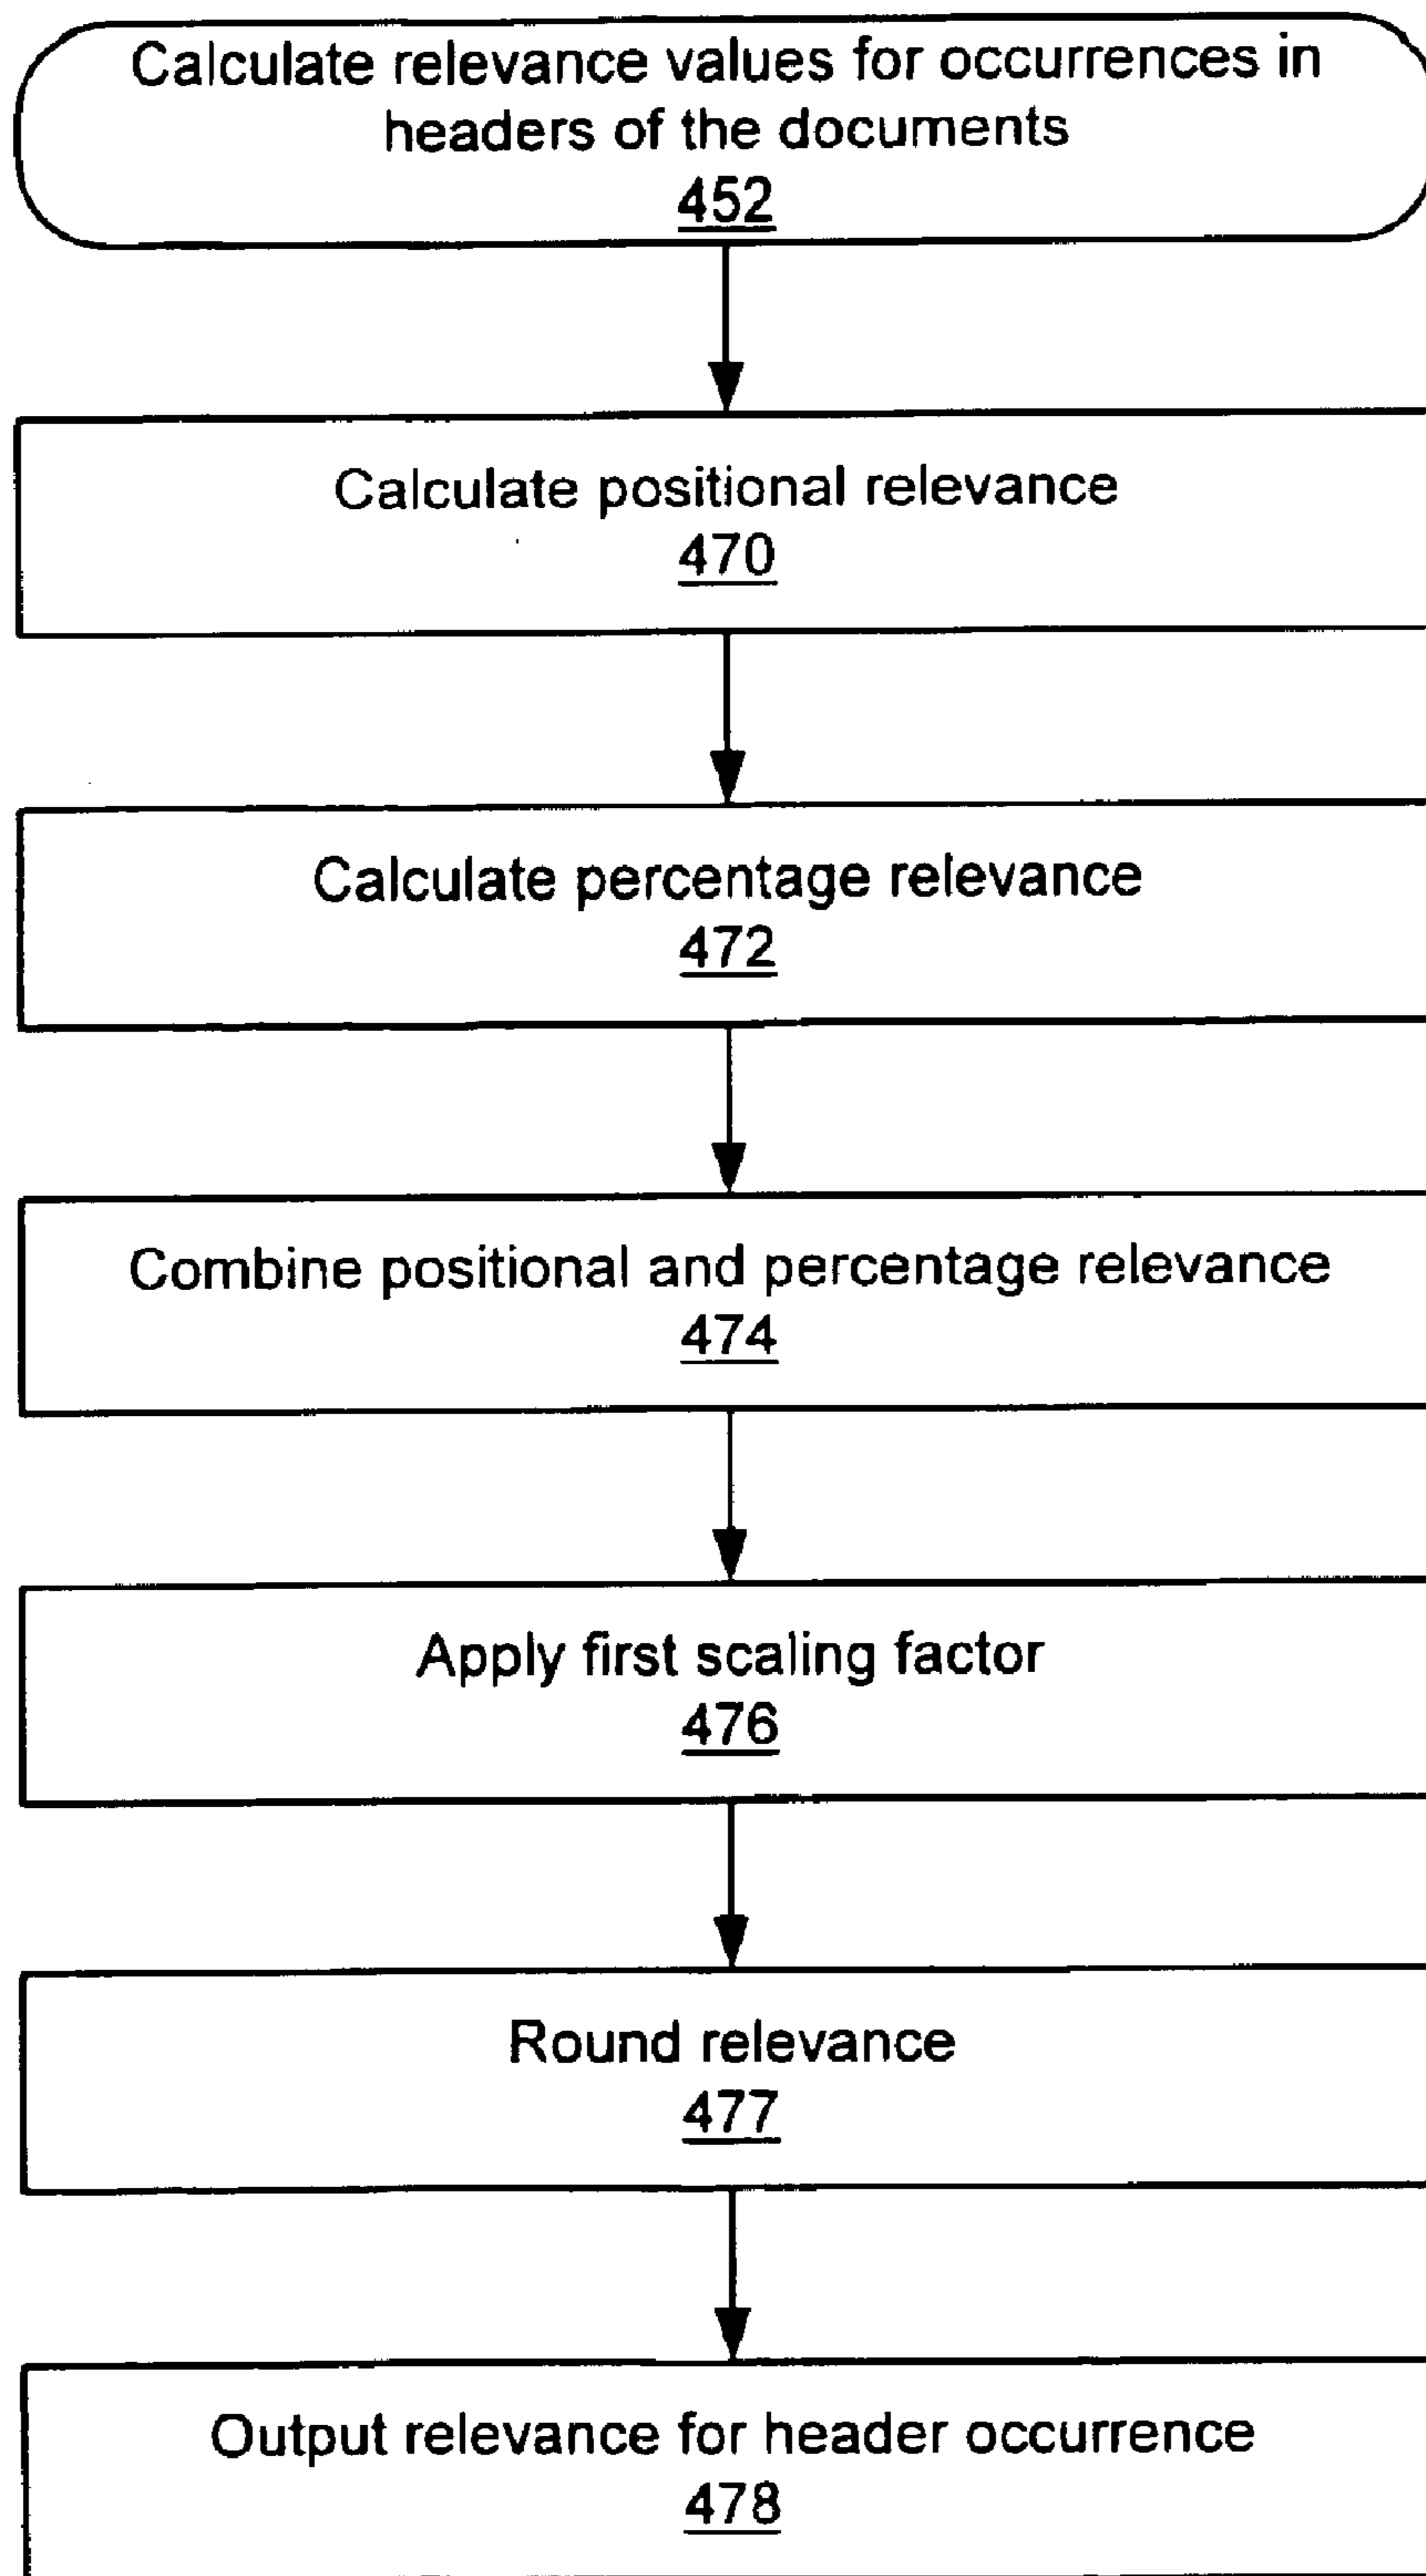 Calculate relevance values for occurrences in
headers of the documents
452
Calculate positional relevance
470
Calculate percentage relevance
472
Combine positional and percentage relevance
474
Apply first scaling factor
476
Round relevance
477
Output relevance for header occurrence
478